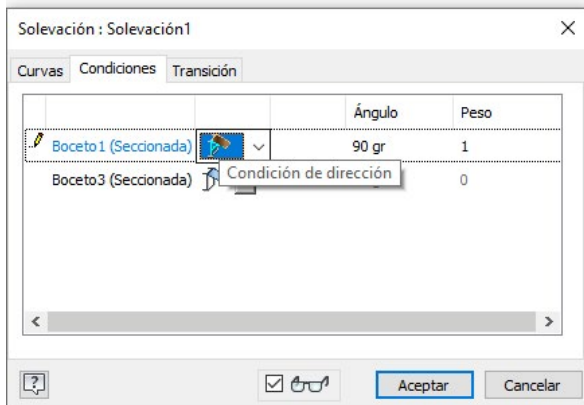 Solevación : Solevación1
Curvas Condiciones Transición
Ángulo Peso
Boceto1 (Seccionada) 90 gr 1
Condición de dirección
Boceto3 (Seccionada) 0
Aceptar Cancelar